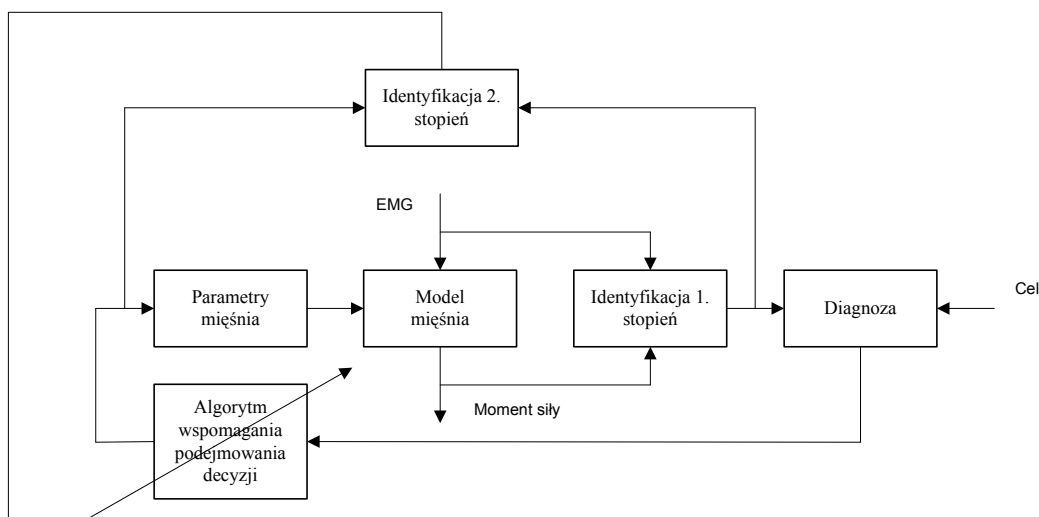 Identyfikacja 2.
stopień
EMG
Parametry
mięśnia
Model
mięśnia
Identyfikacja 1.
stopień
Diagnoza
Cel
Algorytm
wspomagania
podejmowania
decyzji
Moment siły